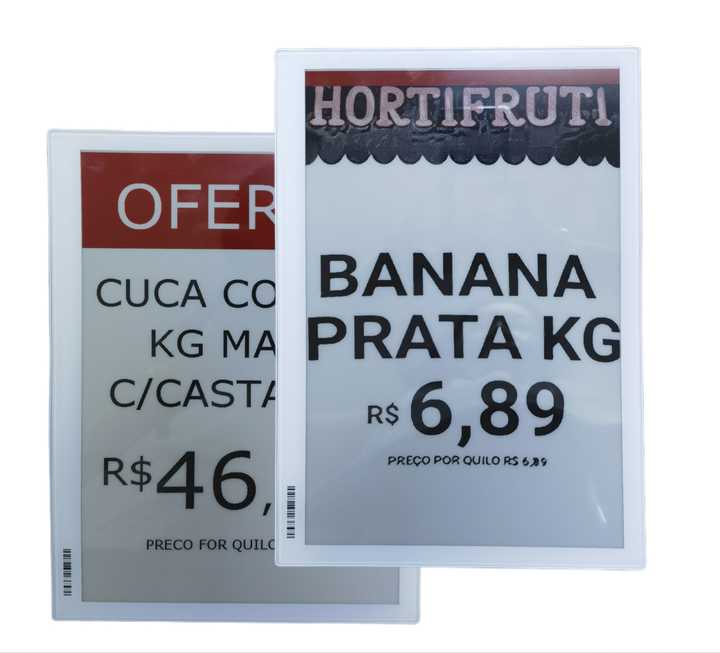 OFER
CUCA CO
KG MA
C/CASTA
R$ 46,
PRECO FOR QUILO
HORTIFRUTI
BANANA
PRATA KG
R$ 6,89
PREÇO POR QUILO R$ 6,89